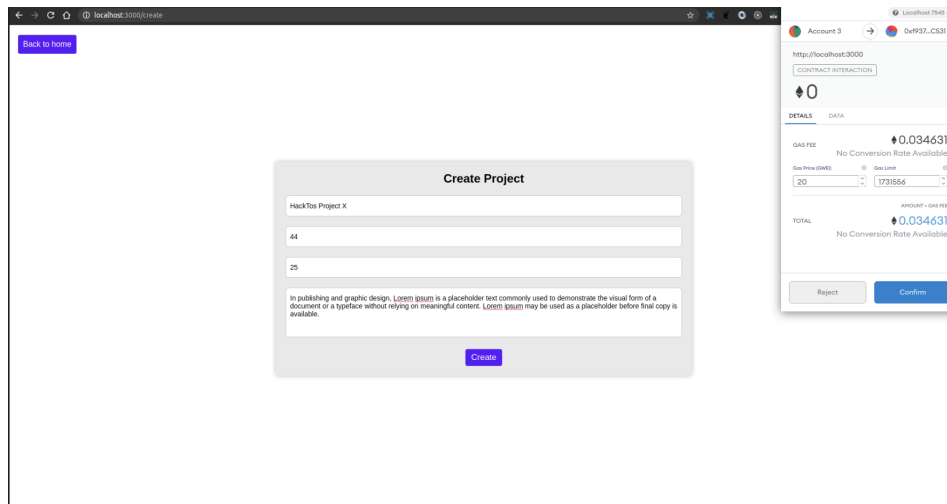 localhost:3000/create
Back to home
Create Project
HackTos Project X
44
25
In publishing and graphic design, Lorem ipsum is a placeholder text commonly used to demonstrate the visual form of a
document or a typeface without relying on meaningful content. Lorem ipsum may be used as a placeholder before final copy is
available.
Create
Localhost 7545
Account 3
0xf937...C531
http://localhost:3000
CONTRACT INTERACTION
0
DETAILS DATA
GAS FEE
0.034631
No Conversion Rate Available
Gas Price (GWEI) Gas Limit
20 1731556
AMOUNT + GAS FEE
TOTAL
0.034631
No Conversion Rate Available
Reject Confirm